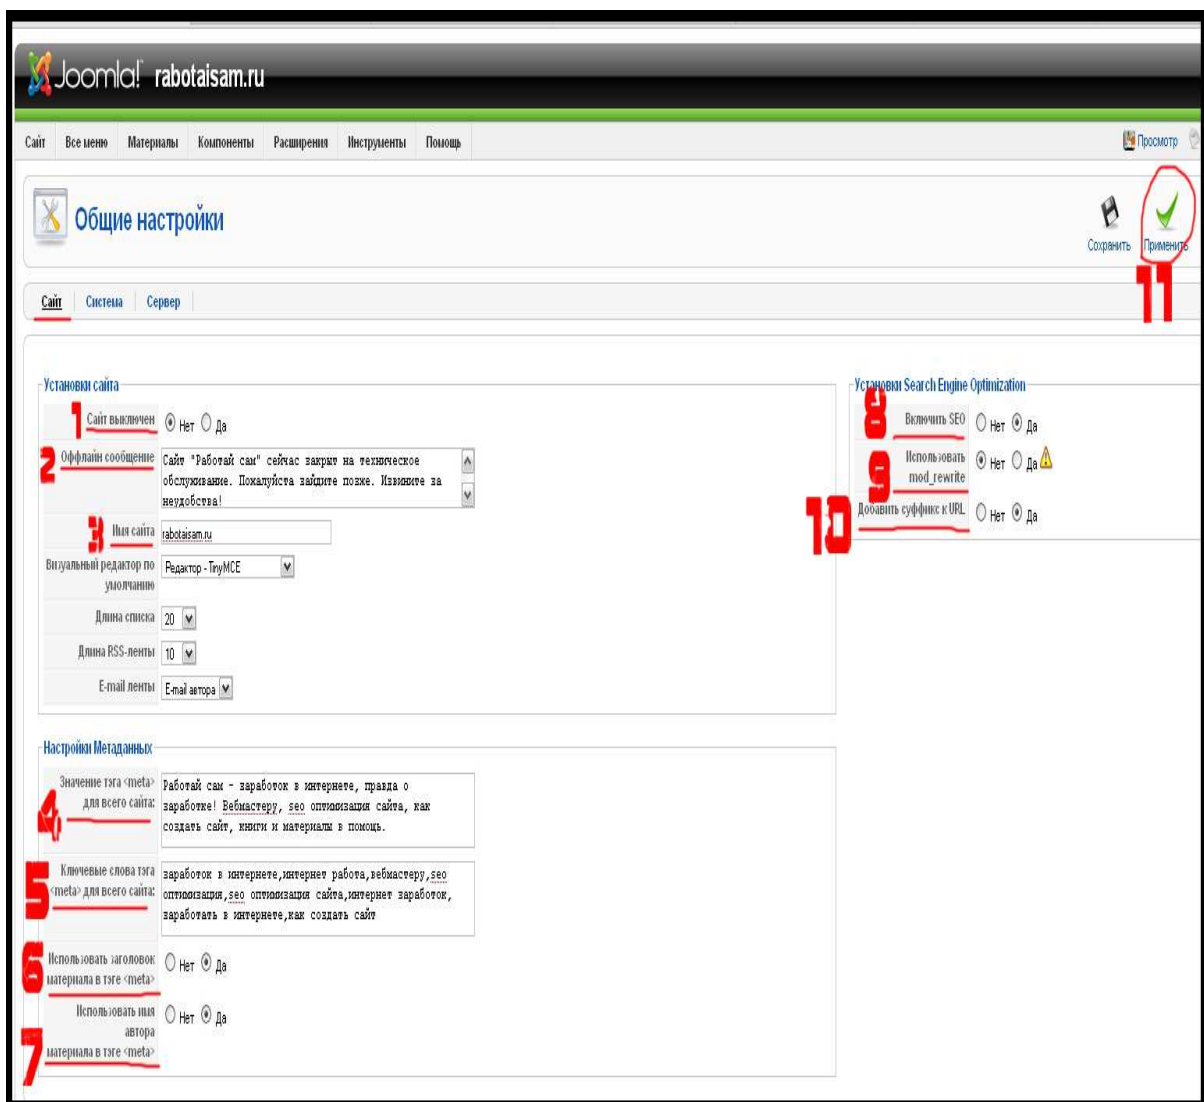 Joomla! rabotaisam.ru
Сайт Все меню Материалы Компоненты Расширения Инструменты Помощь Просмотр
Общие настройки
Сохранить Применить
11
Сайт Система Сервер
Установки сайта
1 Сайт выключен Нет Да
2 Оффлайн сообщение Сайт "Работай сам" сейчас закрыт на техническое
обслуживание. Пожалуйста зайдите позже. Извините за
неудобства!
3 Имя сайта rabotaisam.ru
Визуальный редактор по
умолчанию Редактор - TinyMCE
Длина списка 20
Длина RSS-ленты 10
E-mail ленты E-mail автора
Установки Search Engine Optimization
8 Включить SEO Нет Да
9 Использовать
mod_rewrite Нет Да
10 Добавить суффикс к URL Нет Да
Настройки Метаданных
4 Значение тэга <meta>
для всего сайта:
Работай сам - заработок в интернете, правда о
заработке! Вебмастеру, seo оптимизация сайта, как
создать сайт, книги и материалы в помощь.
5 Ключевые слова тэга
<meta> для всего сайта:
заработок в интернете,интернет работа,вебмастеру,seo
оптимизация,seo оптимизация сайта,интернет заработок,
заработать в интернете,как создать сайт
6 Использовать заголовок
материала в тэге <meta> Нет Да
7 Использовать имя
автора
материала в тэге <meta> Нет Да